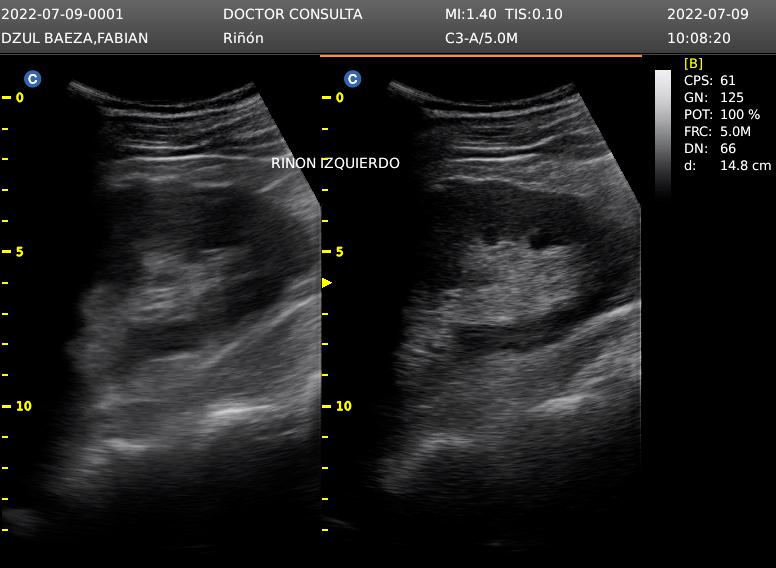 2022-07-09-0001 DOCTOR CONSULTA MI:1.40 TIS:0.10 2022-07-09
DZUL BAEZA,FABIAN Riñón C3-A/5.0M 10:08:20
[B]
CPS: 61
GN: 125
POT: 100 %
FRC: 5.0M
DN: 66
d: 14.8 cm
C
C
0
0
RINON IZQUIERDO
5
5
10
10